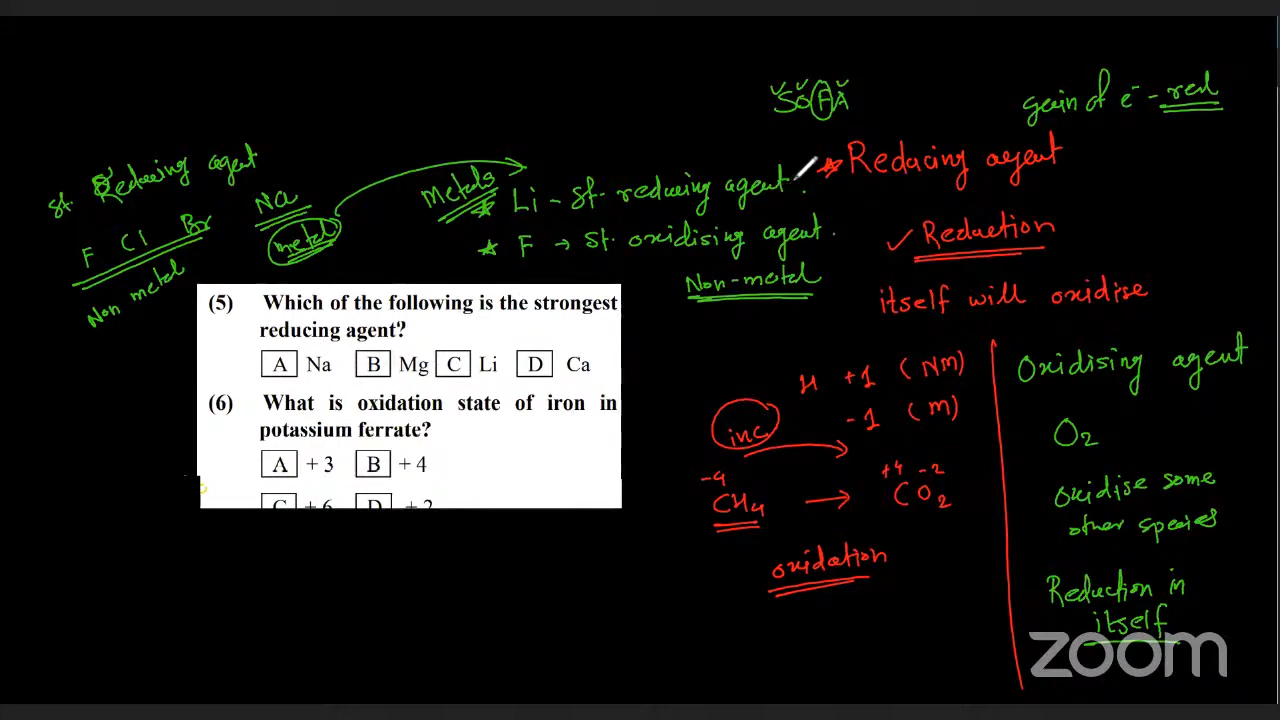 SOFA
gain of e⁻ - red
St. Reducing agent
F Cl Br
Non metal
Na
metal
Metals
★ Li - St. reducing agent.
★ F → St. oxidising agent.
Non-metal
★ Reducing agent
✓ Reduction
itself will oxidise
(5) Which of the following is the strongest
reducing agent?
A Na B Mg C Li D Ca
(6) What is oxidation state of iron in
potassium ferrate?
A + 3 B + 4
C + 6 D + 2
H +1 (NM)
-1 (M)
inc
-4 +4 -2
CH4 → CO2
oxidation
Oxidising agent
O2
oxidise some
other species
Reduction in
itself
zoom